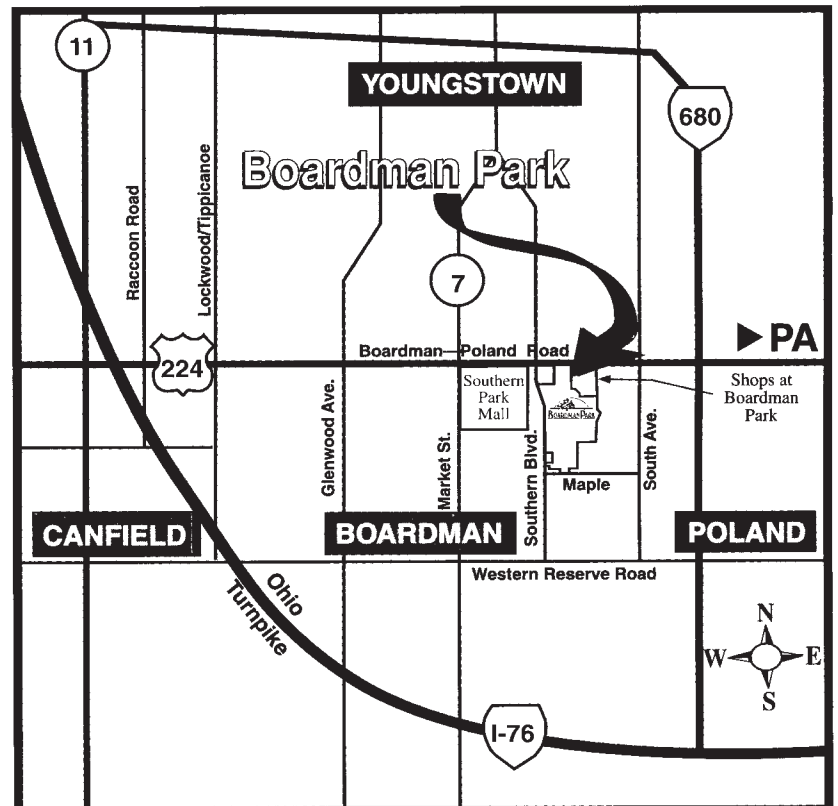 11
YOUNGSTOWN
680
Boardman Park
Raccoon Road
Lockwood/Tippicanoe
7
▶PA
Boardman—Poland Road
224
Southern
Park
Mall
Shops at
Boardman
Park
BOARDMAN PARK
Glenwood Ave.
Market St.
Southern Blvd.
South Ave.
Maple
CANFIELD
BOARDMAN
POLAND
Western Reserve Road
Ohio
Turnpike
N
W
E
S
I-76